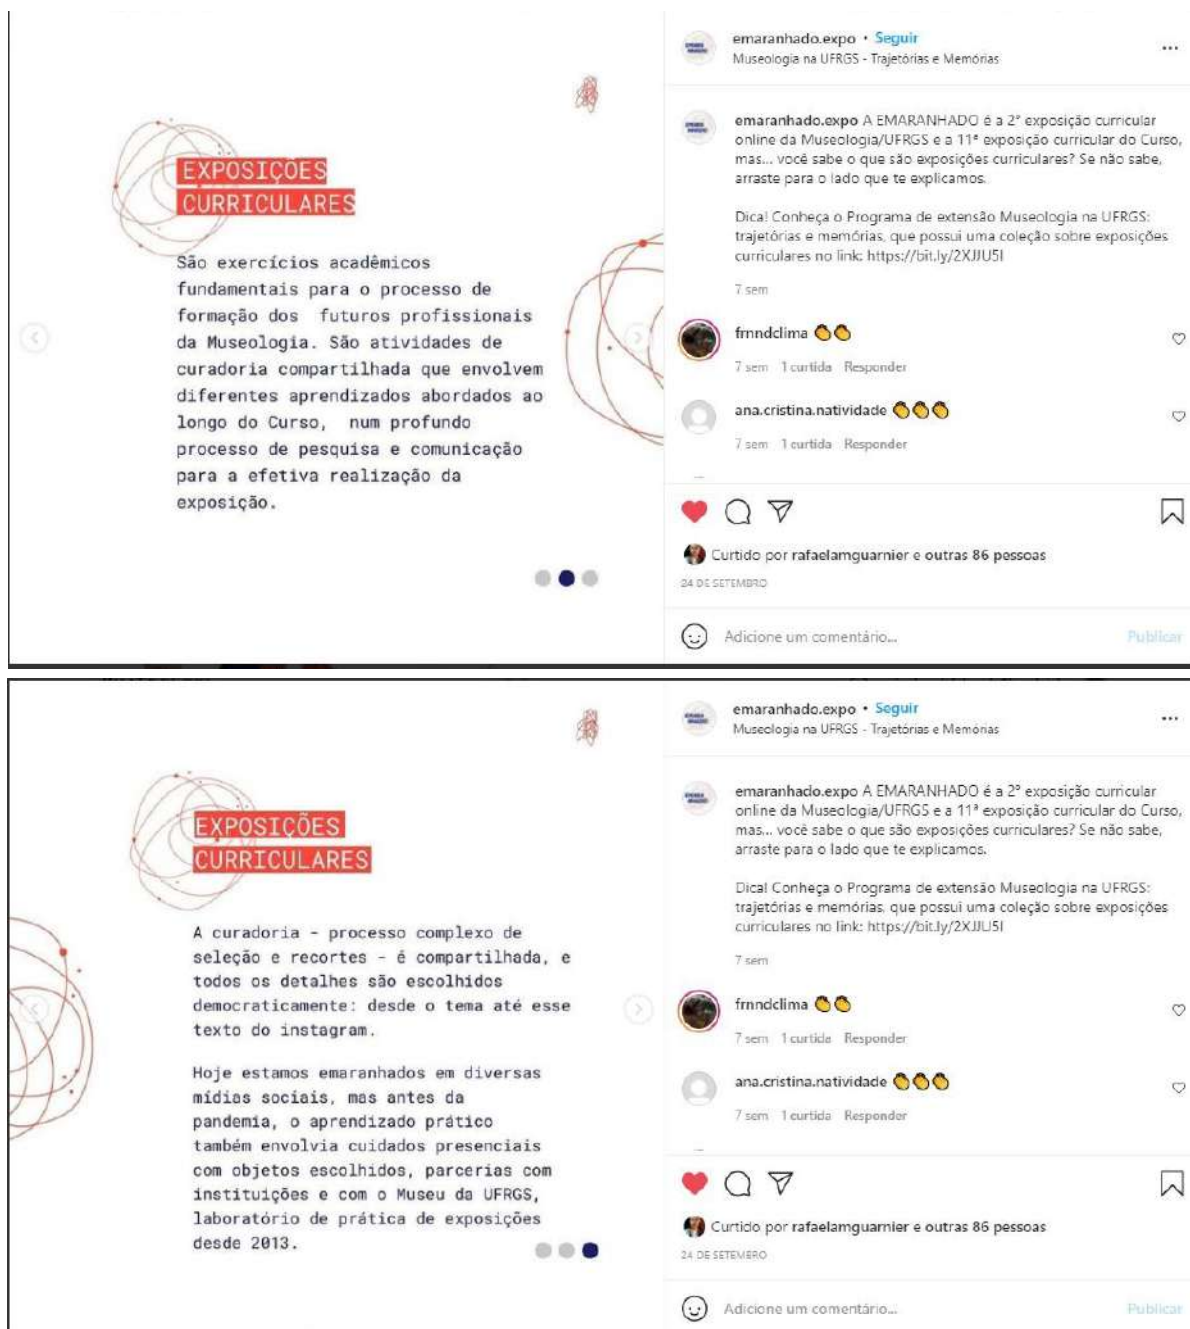 EXPOSIÇÕES
CURRICULARES
São exercícios acadêmicos
fundamentais para o processo de
formação dos futuros profissionais
da Museologia. São atividades de
curadoria compartilhada que envolvem
diferentes aprendizados abordados ao
longo do Curso, num profundo
processo de pesquisa e comunicação
para a efetiva realização da
exposição.
emaranhado.expo • Seguir
Museologia na UFRGS - Trajetórias e Memórias
emaranhado.expo A EMARANHADO é a 2ª exposição curricular
online da Museologia/UFRGS e a 11ª exposição curricular do Curso,
mas... você sabe o que são exposições curriculares? Se não sabe,
arraste para o lado que te explicamos.
Dica! Conheça o Programa de extensão Museologia na UFRGS:
trajetórias e memórias, que possui uma coleção sobre exposições
curriculares no link: https://bit.ly/2XJJU5I
7 sem
frnndclima 👏👏
7 sem 1 curtida Responder
ana.cristina.natividade 👏👏👏
7 sem 1 curtida Responder
Curtido por rafaelamguarnier e outras 86 pessoas
24 DE SETEMBRO
Adicione um comentário...
Publicar
EXPOSIÇÕES
CURRICULARES
A curadoria - processo complexo de
seleção e recortes - é compartilhada, e
todos os detalhes são escolhidos
democraticamente: desde o tema até esse
texto do instagram.
Hoje estamos emaranhados em diversas
mídias sociais, mas antes da
pandemia, o aprendizado prático
também envolvia cuidados presenciais
com objetos escolhidos, parcerias com
instituições e com o Museu da UFRGS,
laboratório de prática de exposições
desde 2013.
emaranhado.expo • Seguir
Museologia na UFRGS - Trajetórias e Memórias
emaranhado.expo A EMARANHADO é a 2ª exposição curricular
online da Museologia/UFRGS e a 11ª exposição curricular do Curso,
mas... você sabe o que são exposições curriculares? Se não sabe,
arraste para o lado que te explicamos.
Dica! Conheça o Programa de extensão Museologia na UFRGS:
trajetórias e memórias, que possui uma coleção sobre exposições
curriculares no link: https://bit.ly/2XJJU5I
7 sem
frnndclima 👏👏
7 sem 1 curtida Responder
ana.cristina.natividade 👏👏👏
7 sem 1 curtida Responder
Curtido por rafaelamguarnier e outras 86 pessoas
24 DE SETEMBRO
Adicione um comentário...
Publicar